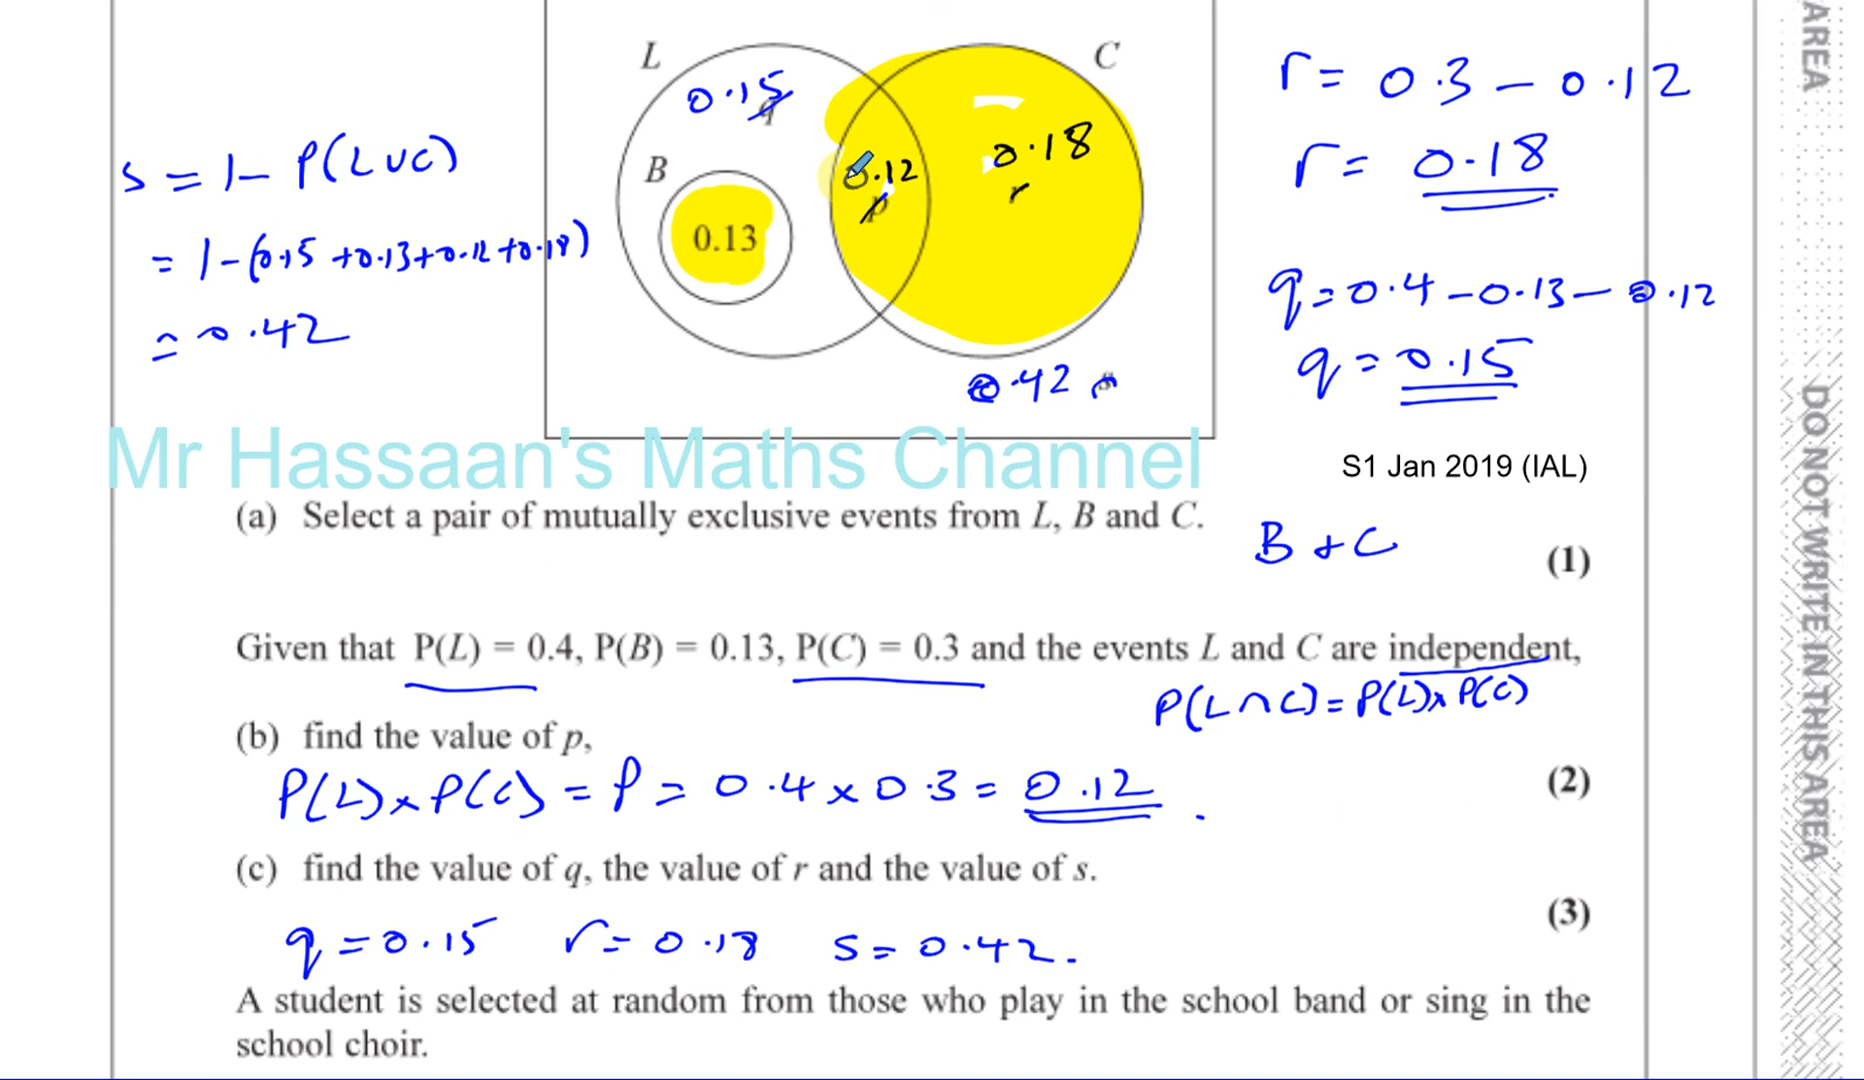 L
C
0.15
q
B
0.12
p
0.13
0.18
r
0.42 s
s = 1 - P(L∪C)
= 1-(0.15 +0.13+0.12+0.18)
= 0.42
r = 0.3 - 0.12
r = 0.18
q = 0.4 - 0.13 - 0.12
q = 0.15
Mr Hassaan's Maths Channel
S1 Jan 2019 (IAL)
(a) Select a pair of mutually exclusive events from L, B and C.
B + C
(1)
Given that P(L) = 0.4, P(B) = 0.13, P(C) = 0.3 and the events L and C are independent,
P(L∩C) = P(L)x P(C)
(b) find the value of p,
P(L)x P(C) = P = 0.4 x 0.3 = 0.12
(2)
(c) find the value of q, the value of r and the value of s.
(3)
q = 0.15 r = 0.18 s = 0.42.
A student is selected at random from those who play in the school band or sing in the
school choir.
AREA
DO NOT WRITE IN THIS AREA